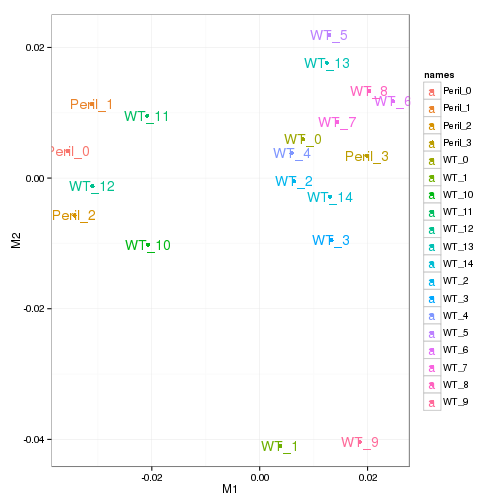 WT_5
0.02
WT_13
names
WT_8
Peril_0
WT_6
Peril_1
Peril_1
WT_11
Peril_2
WT_7
Peril_3
WT_0
WT_0
Peril_0
WT_4
Peril_3
WT_1
0.00
WT_12
WT_2
WT_10
WT_14
WT_11
Peril_2
WT_12
M2
WT_10
WT_3
WT_13
WT_14
WT_2
-0.02
WT_3
WT_4
WT_5
WT_6
WT_7
WT_8
WT_9
-0.04
WT_1
WT_9
-0.02
0.00
0.02
M1